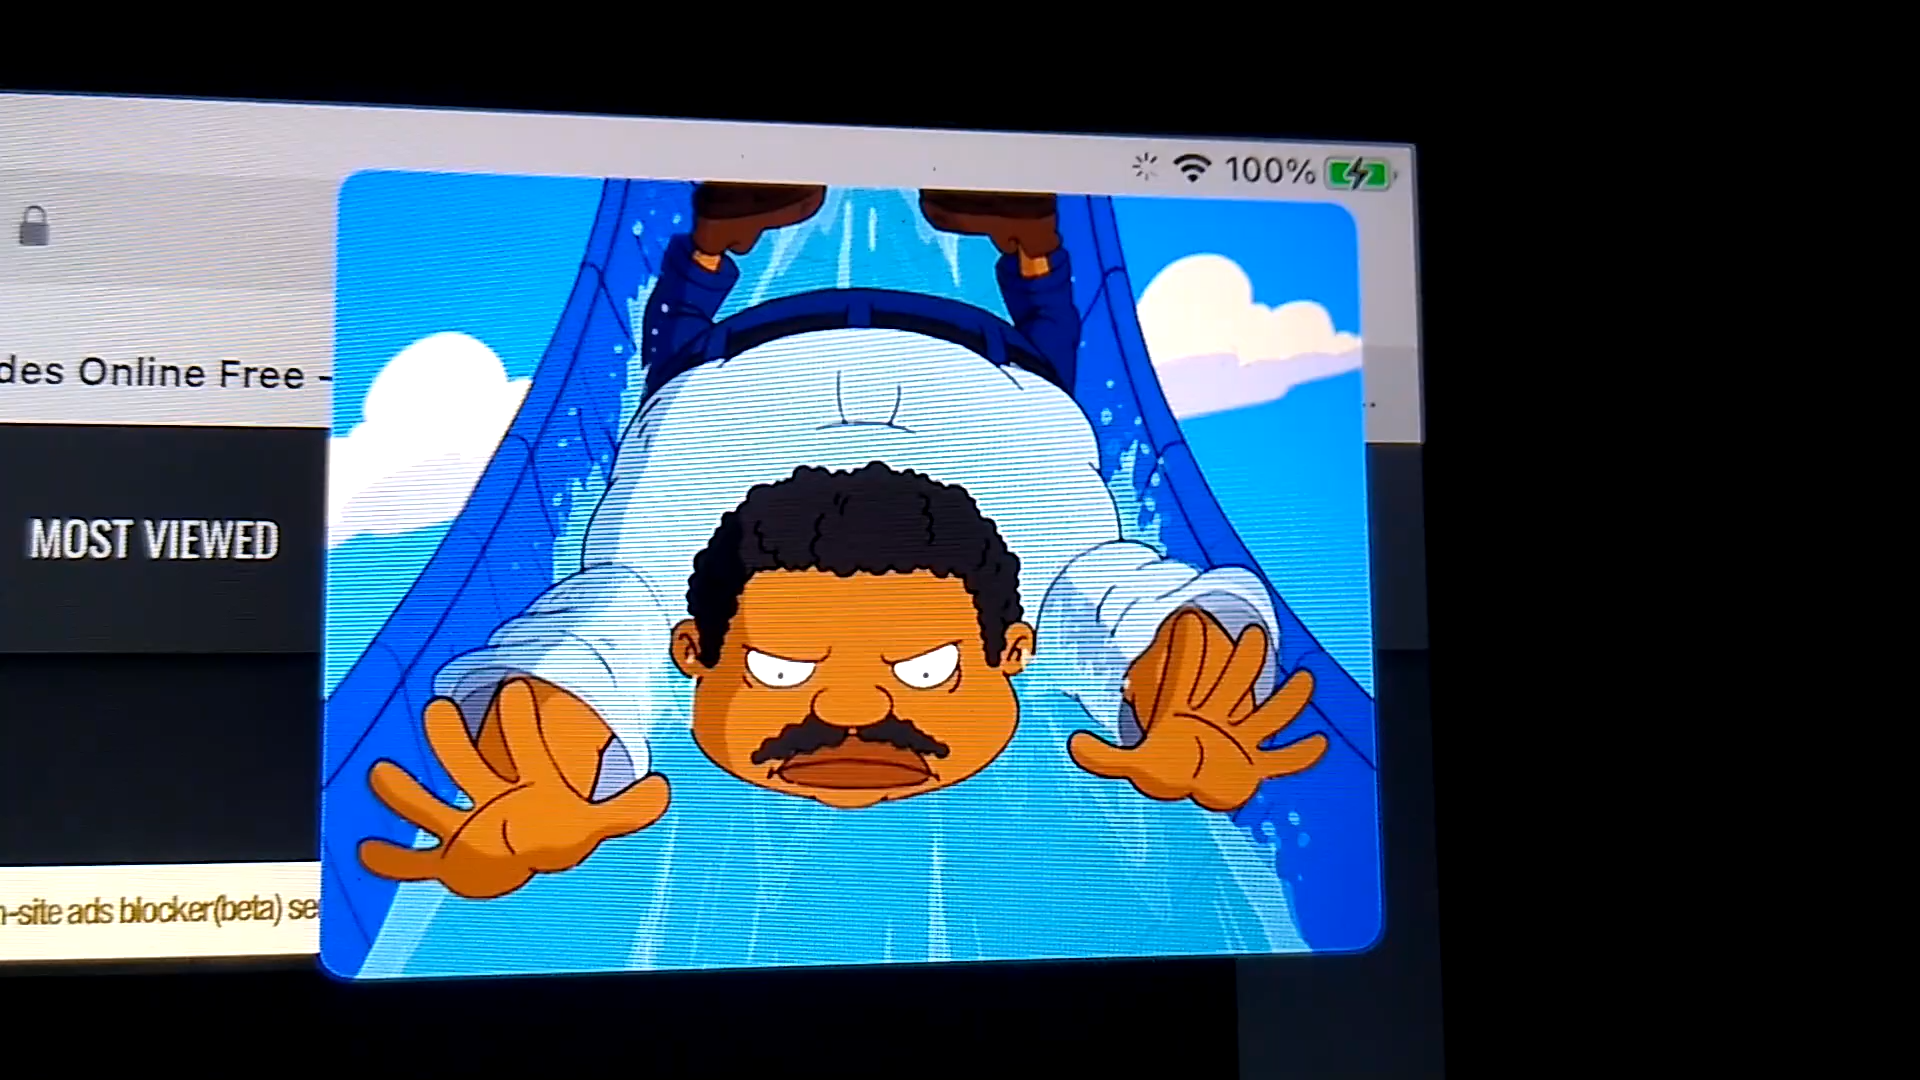 100%
des Online Free -
..
MOST VIEWED
n-site ads blocker(beta) se